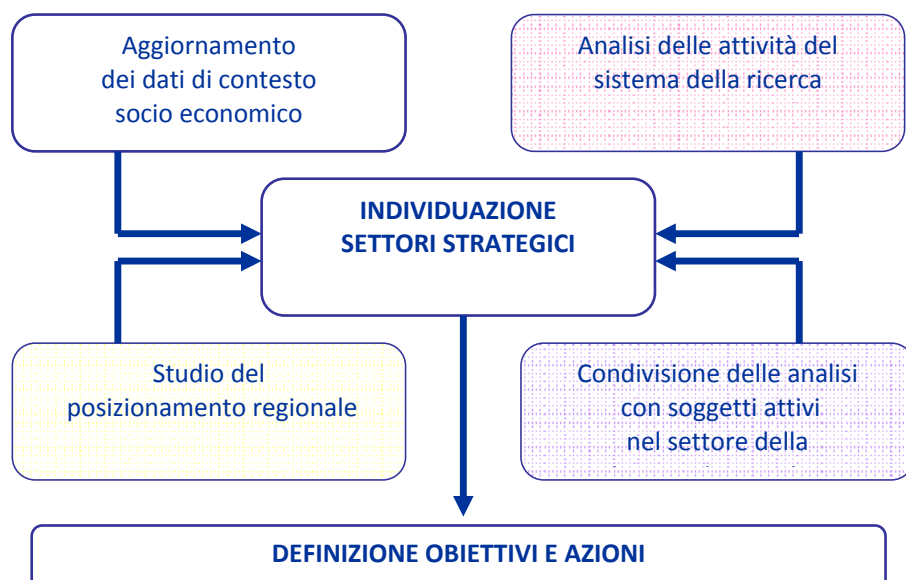 Aggiornamento
dei dati di contesto
socio economico
Analisi delle attività del
sistema della ricerca
INDIVIDUAZIONE
SETTORI STRATEGICI
Studio del
posizionamento regionale
Condivisione delle analisi
con soggetti attivi
nel settore della
DEFINIZIONE OBIETTIVI E AZIONI